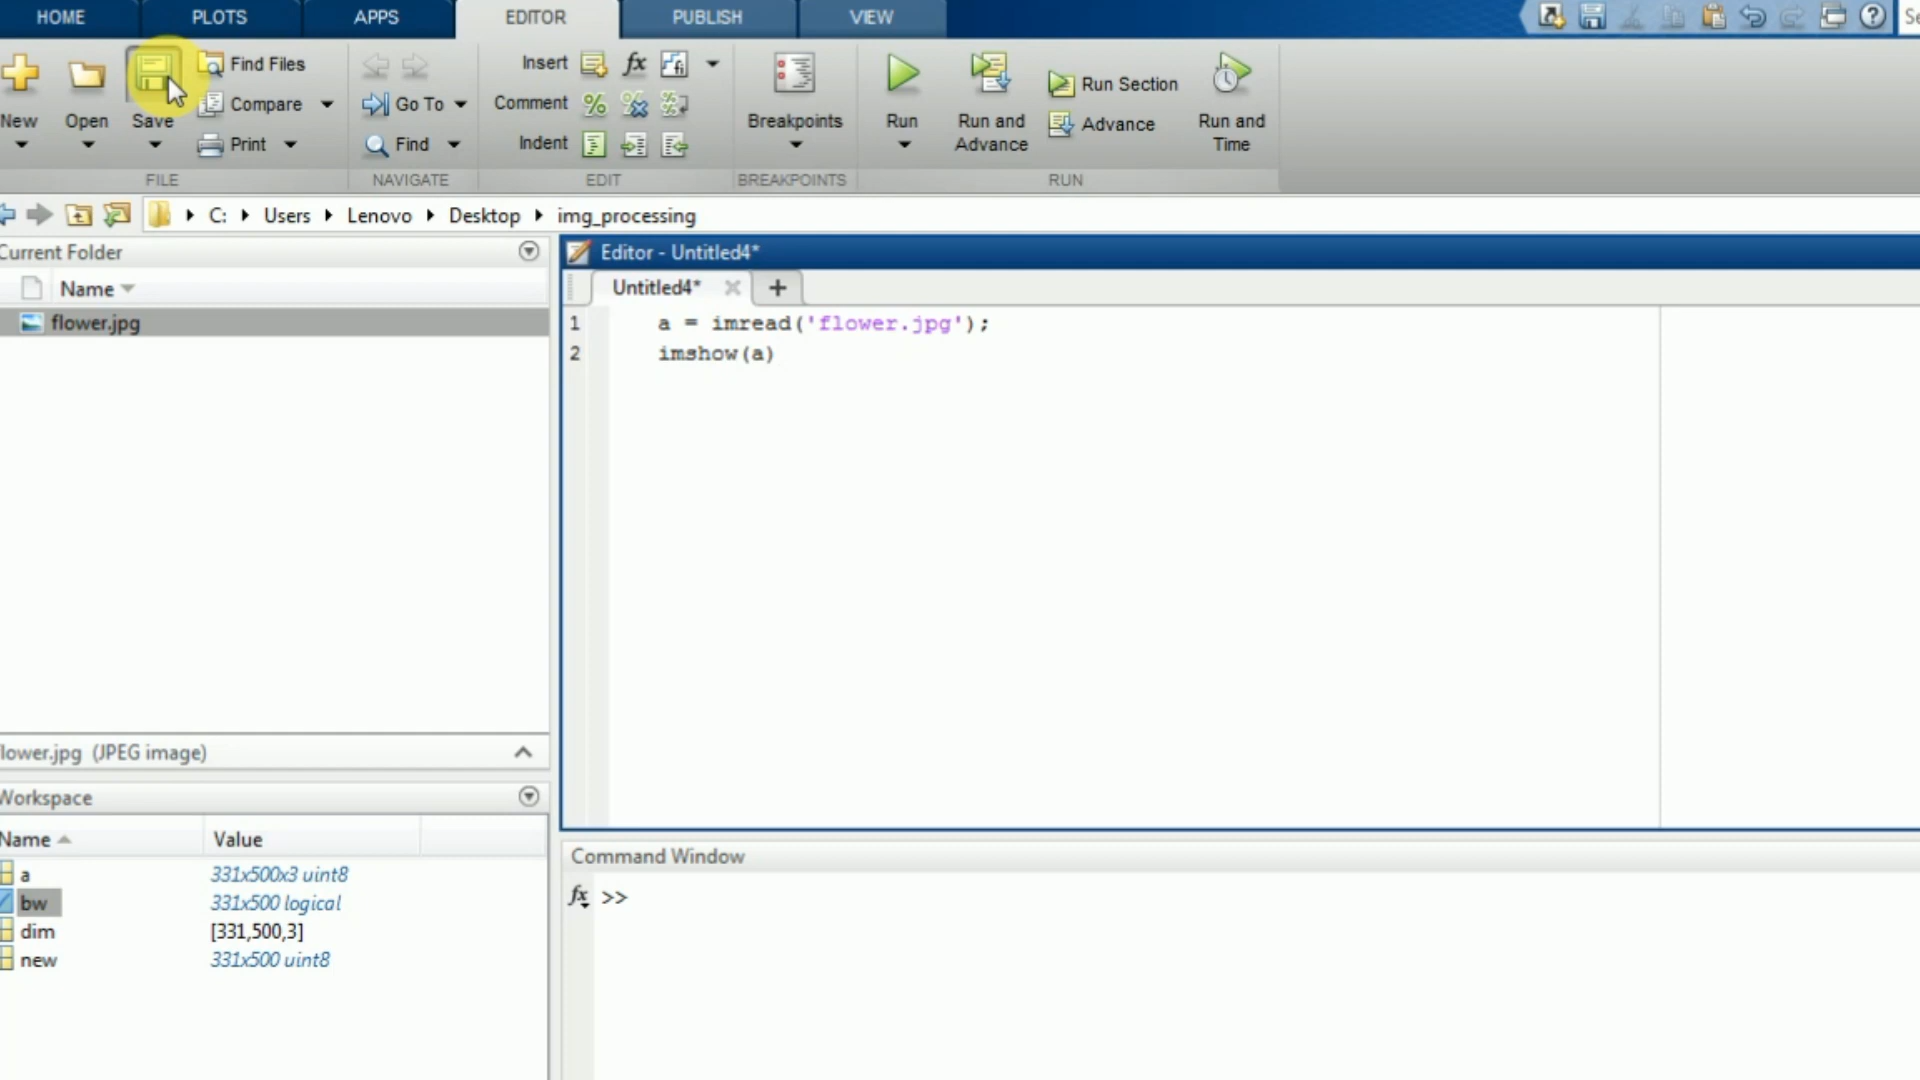 HOME PLOTS APPS EDITOR PUBLISH VIEW
New Open Save Find Files Compare Print
Go To Find
Insert fx Comment Indent
Breakpoints
Run Run and Advance Run Section Advance Run and Time
FILE NAVIGATE EDIT BREAKPOINTS RUN
C: Users Lenovo Desktop img_processing
Current Folder
Name
flower.jpg
lower.jpg (JPEG image)
Workspace
Name Value
a 331x500x3 uint8
bw 331x500 logical
dim [331,500,3]
new 331x500 uint8
Editor - Untitled4*
Untitled4*
1 a = imread('flower.jpg');
2 imshow(a)
Command Window
fx >>